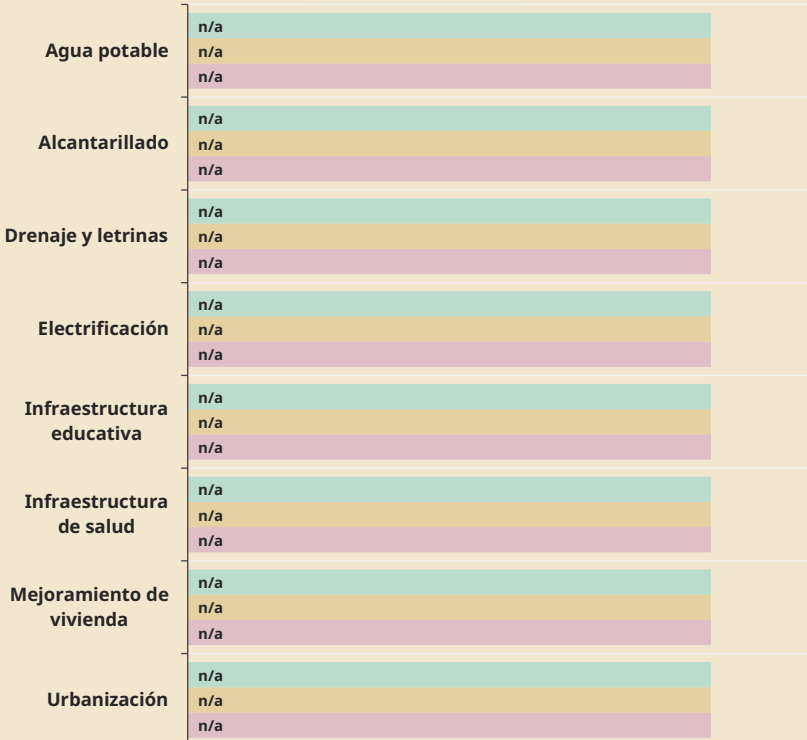 Agua potable
n/a
n/a
n/a
Alcantarillado
n/a
n/a
n/a
Drenaje y letrinas
n/a
n/a
n/a
Electrificación
n/a
n/a
n/a
Infraestructura
educativa
n/a
n/a
n/a
Infraestructura
de salud
n/a
n/a
n/a
Mejoramiento de
vivienda
n/a
n/a
n/a
Urbanización
n/a
n/a
n/a